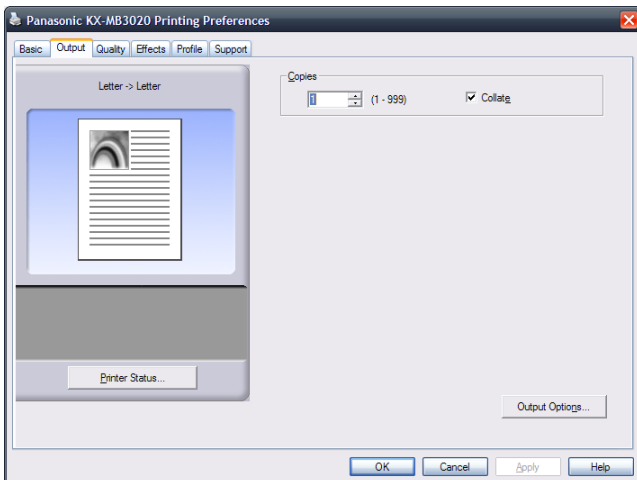 Panasonic KX-MB3020 Printing Preferences
Basic Output Quality Effects Profile Support
Letter -> Letter
Copies
1 (1 - 999) Collate
Printer Status...
Output Options...
OK Cancel Apply Help